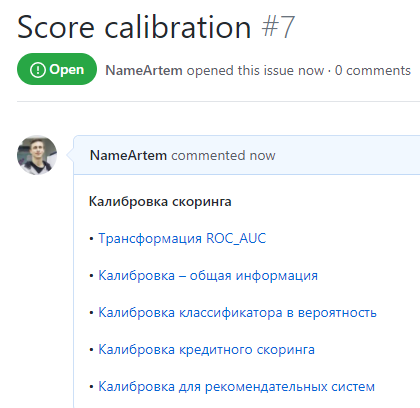 Score calibration #7
Open NameArtem opened this issue now · 0 comments
NameArtem commented now
Калибровка скоринга
• Трансформация ROC_AUC
• Калибровка – общая информация
• Калибровка классификатора в вероятность
• Калибровка кредитного скоринга
• Калибровка для рекомендательных систем